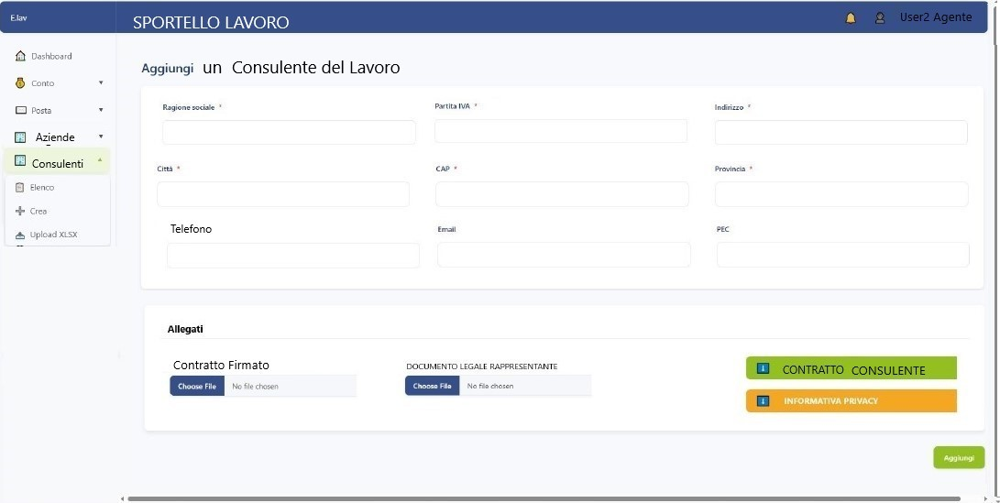 E.lav
SPORTELLO LAVORO
User2 Agente
Dashboard
Conto
Posta
Aziende
Consulenti
Elenco
Crea
Upload XLSX
Aggiungi un Consulente del Lavoro
Ragione sociale *
Partita IVA *
Indirizzo *
Città *
CAP *
Provincia *
Telefono
Email
PEC
Allegati
Contratto Firmato
Choose File No file chosen
DOCUMENTO LEGALE RAPPRESENTANTE
Choose File No file chosen
CONTRATTO CONSULENTE
INFORMATIVA PRIVACY
Aggiungi